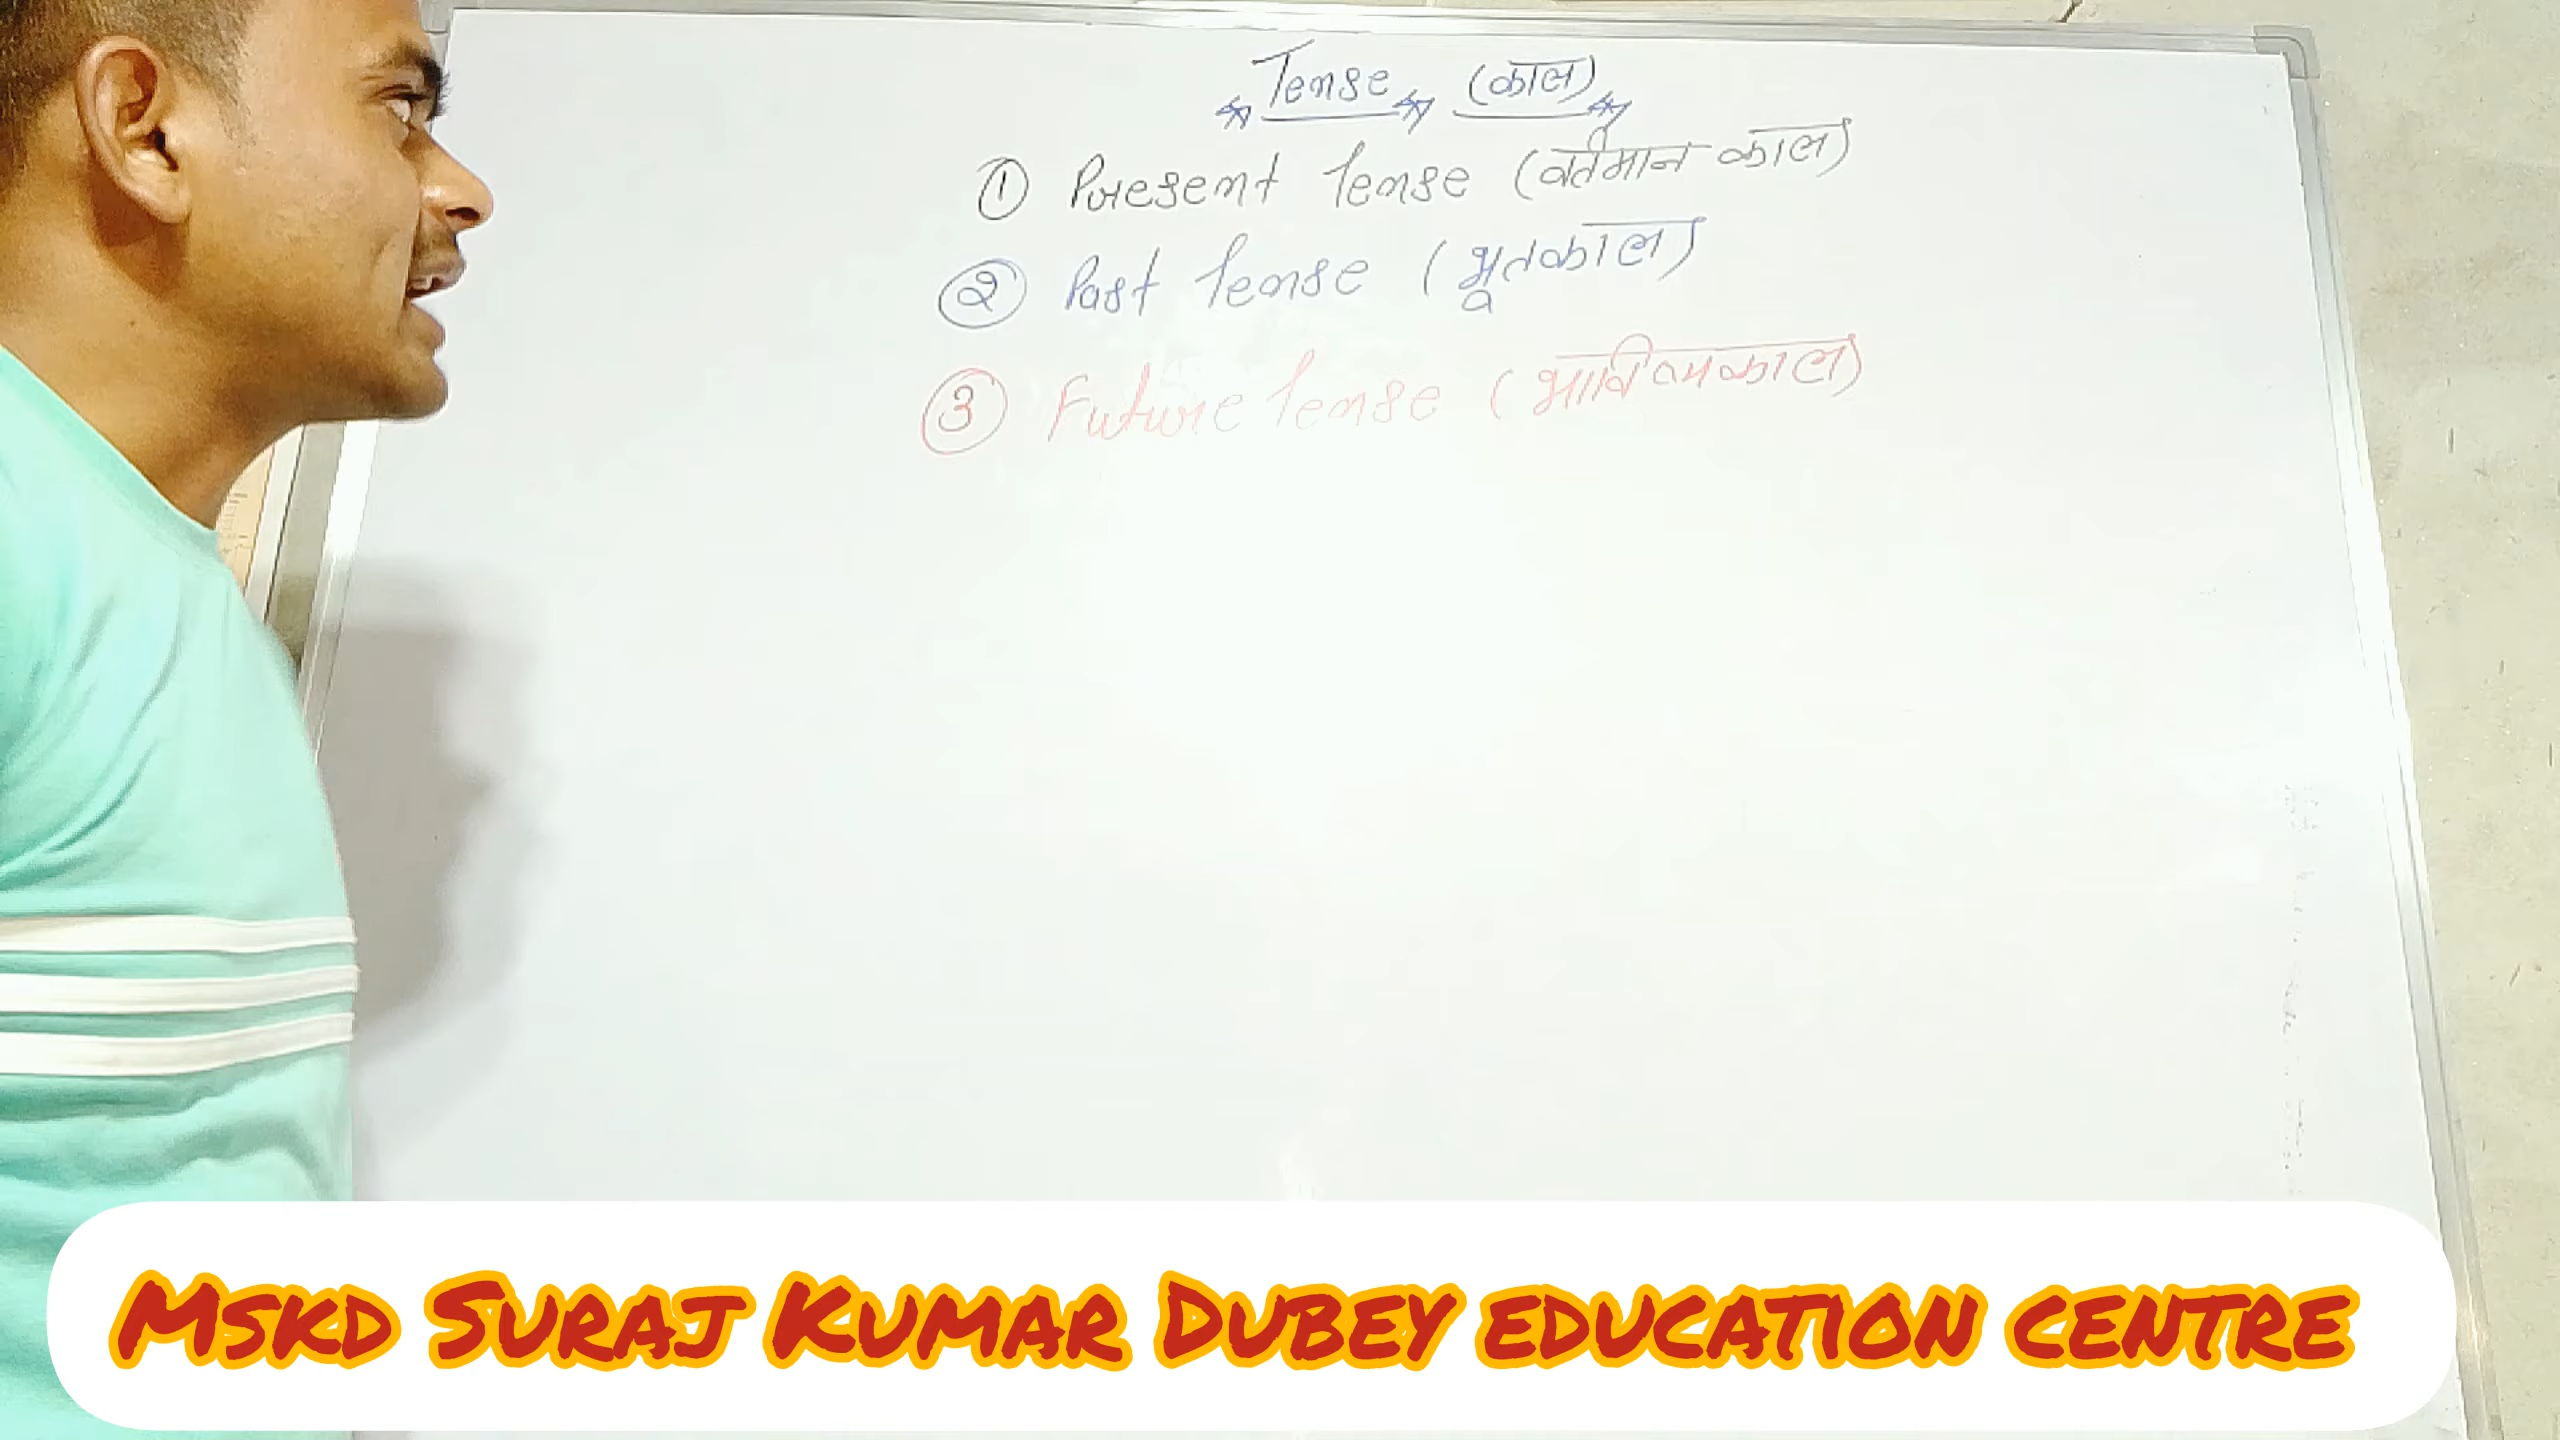 Tense (काल)
① Present Tense (वर्तमान काल)
② Past Tense (भूतकाल)
③ Future Tense (भाविष्यकाल)
Mskd Suraj Kumar Dubey education centre